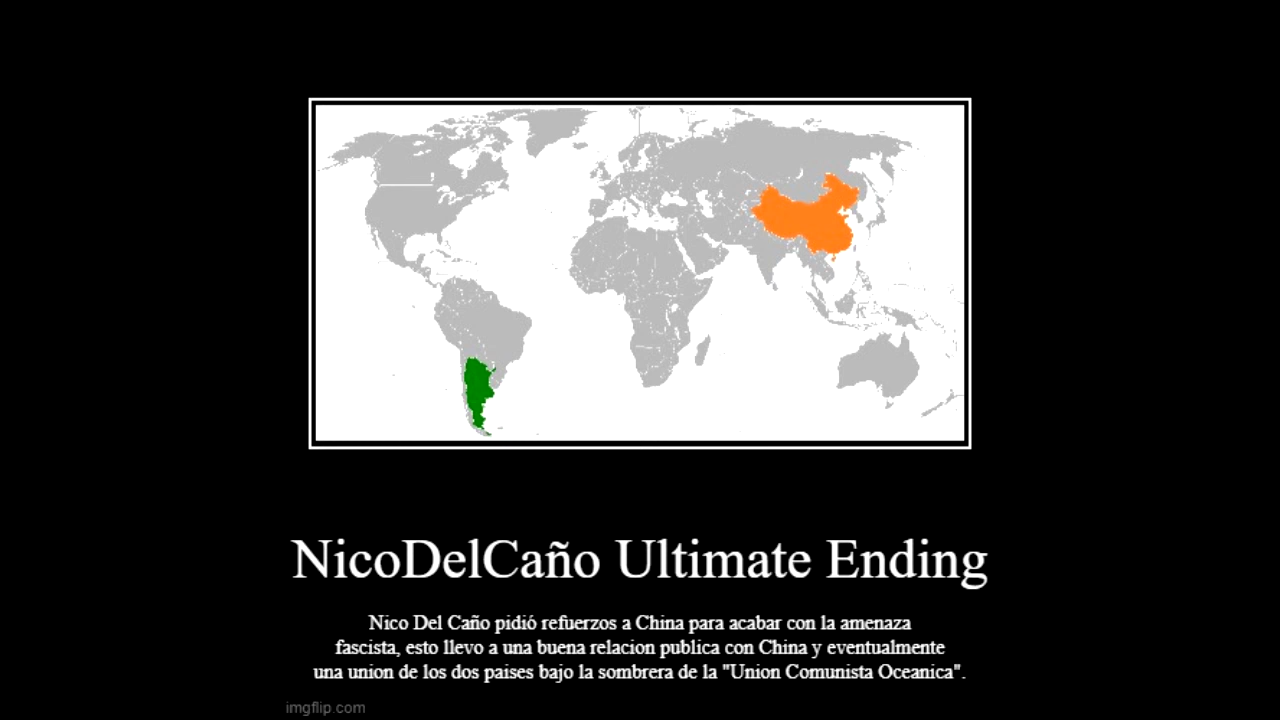 NicoDelCaño Ultimate Ending
Nico Del Caño pidió refuerzos a China para acabar con la amenaza
fascista, esto llevo a una buena relacion publica con China y eventualmente
una union de los dos paises bajo la sombrera de la "Union Comunista Oceanica".
imgflip.com